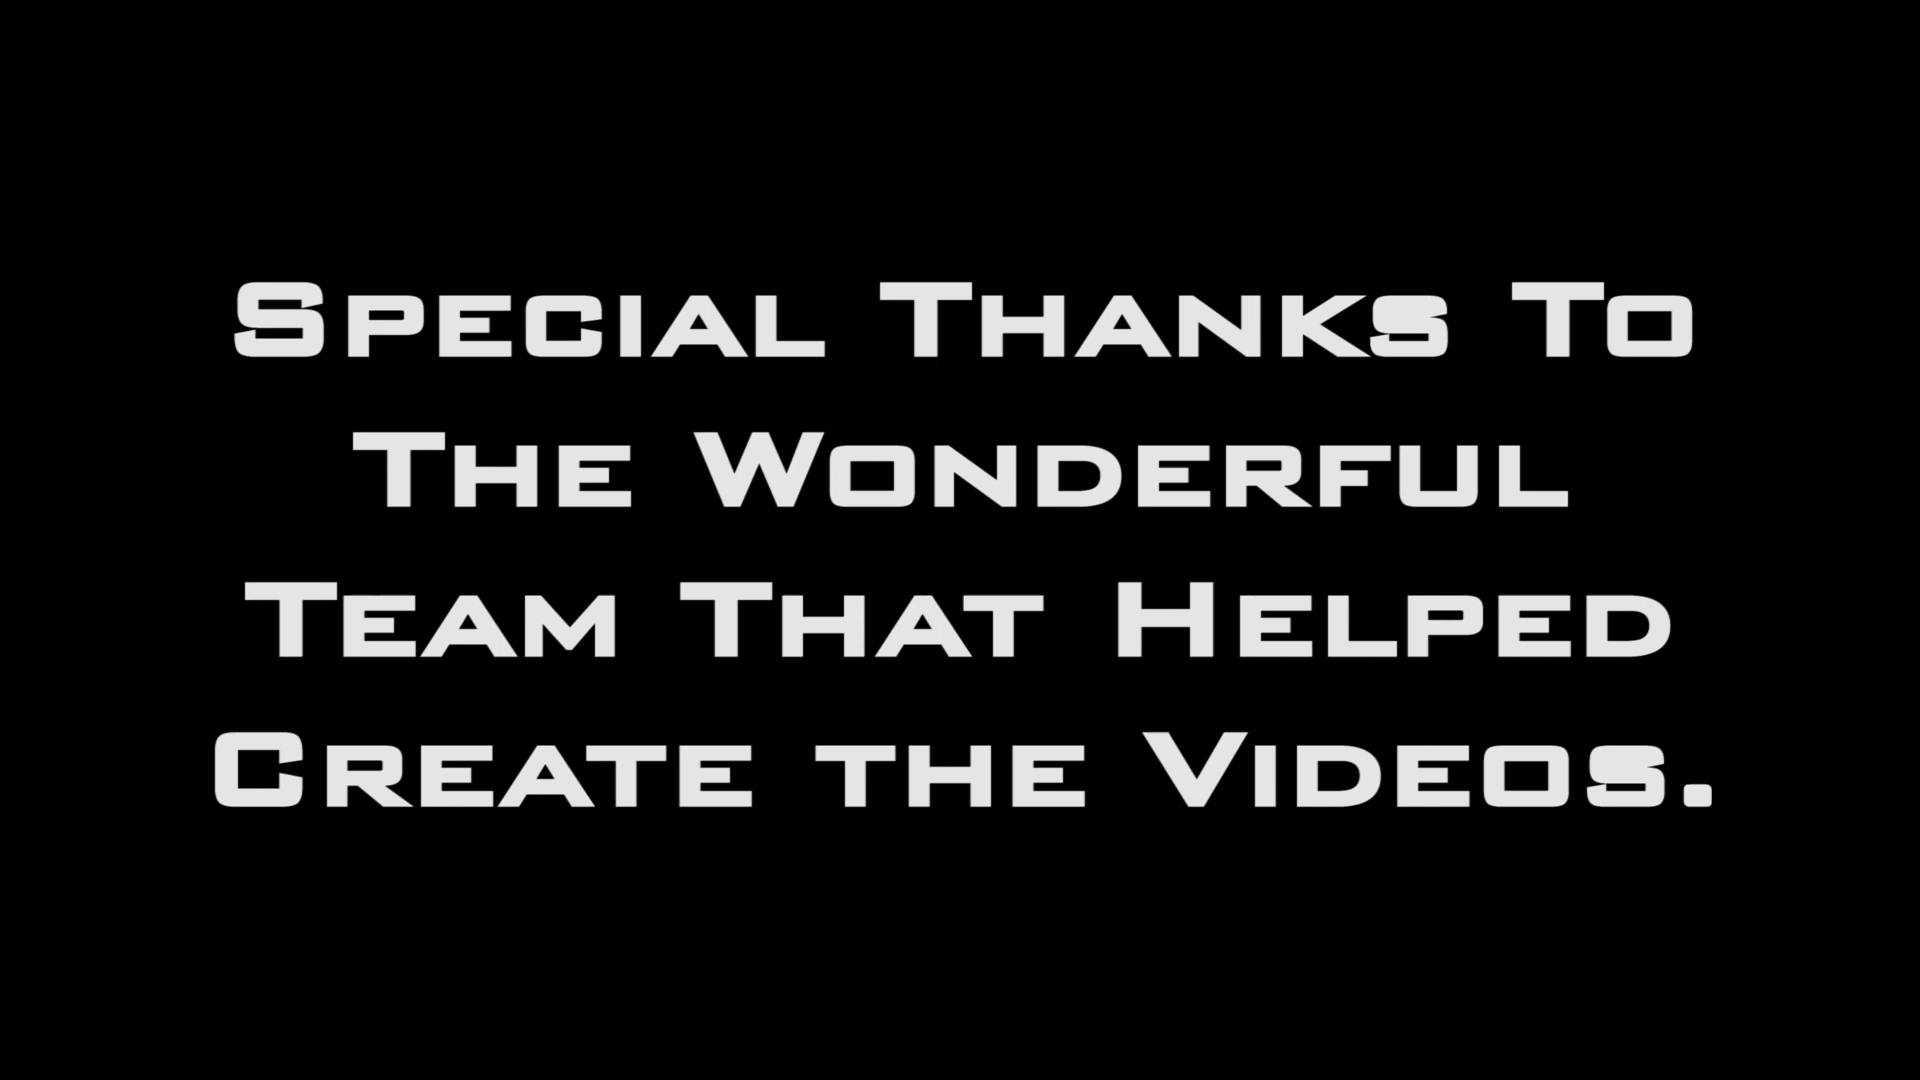 Special Thanks To
The Wonderful
Team That Helped
Create the Videos.